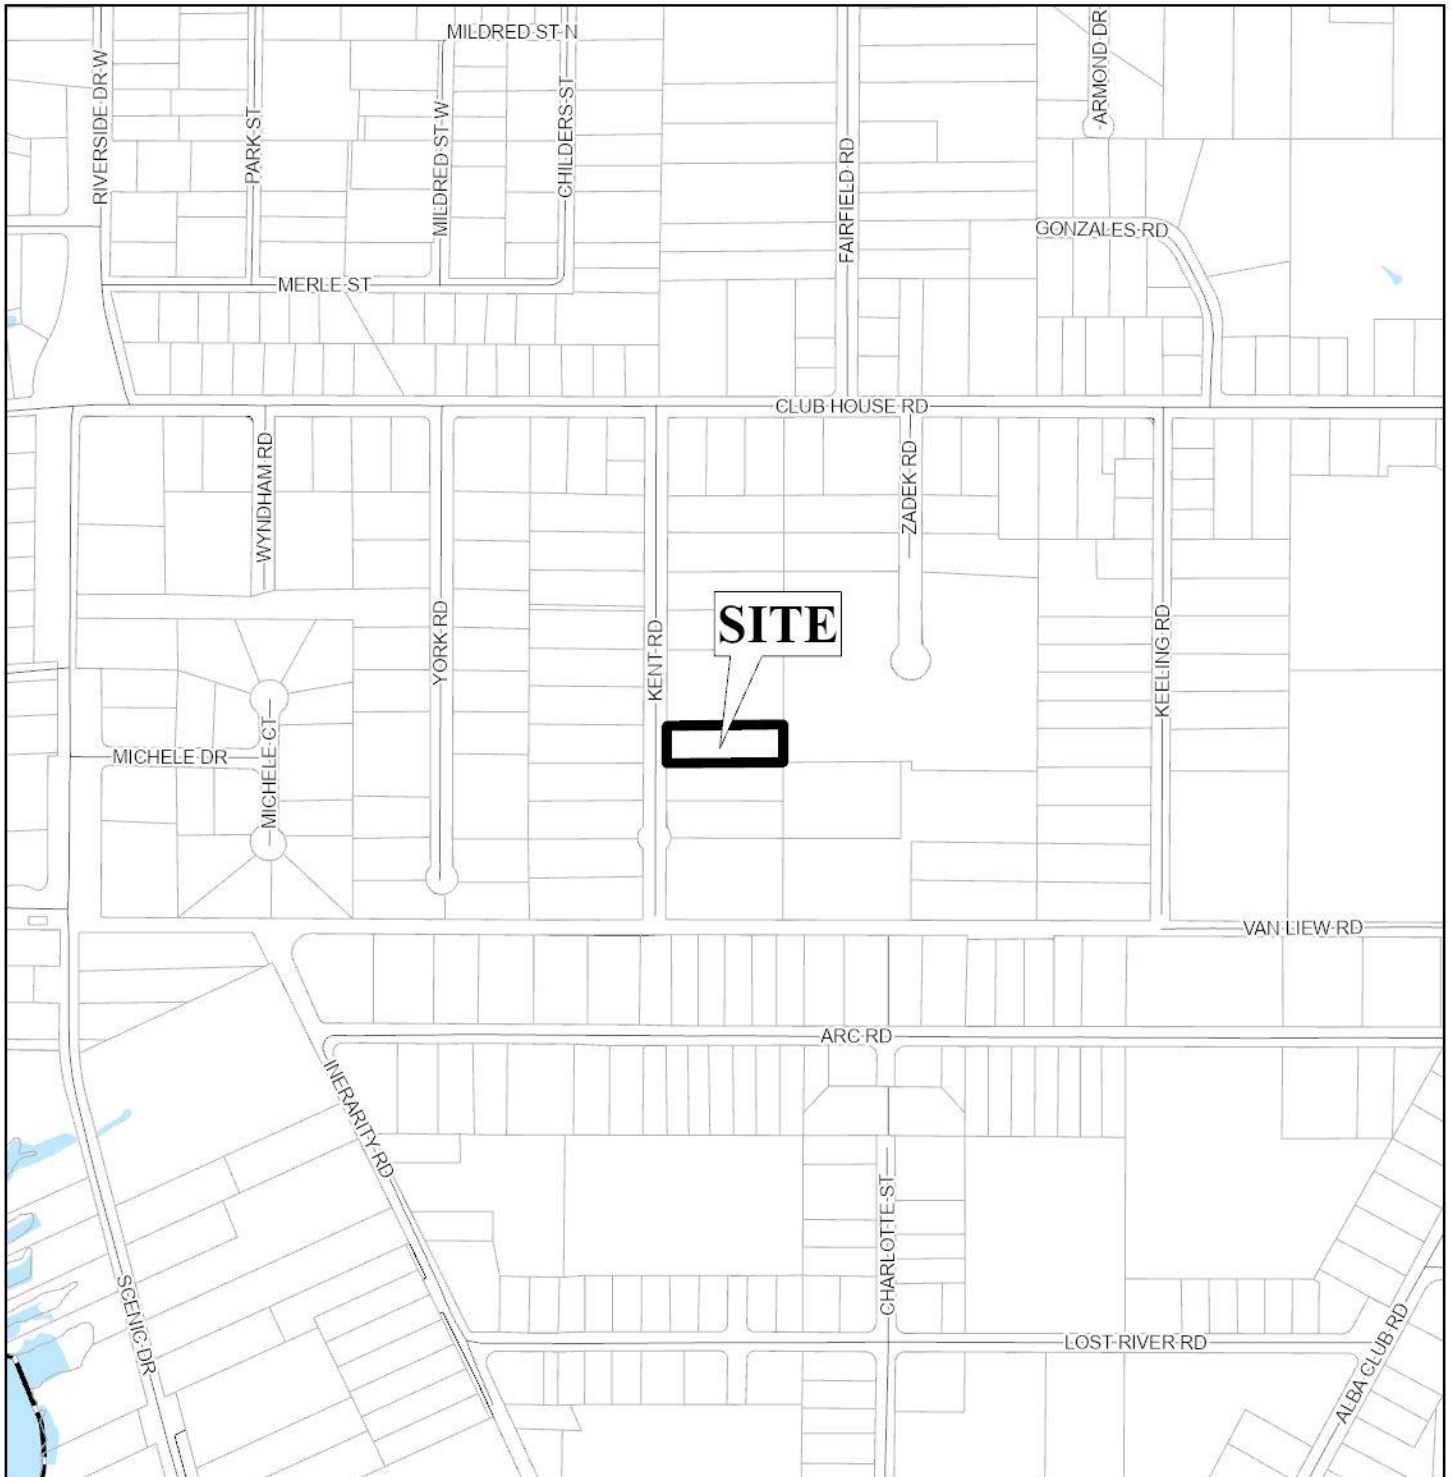 MILDRED ST N
ARMOND DR
RIVERSIDE DR W
PARK ST
MILDRED ST W
CHILDERS ST
FAIRFIELD RD
GONZALES RD
MERLE ST
CLUB HOUSE RD
WYNDHAM RD
ZADEK RD
SITE
YORK RD
KENT RD
KEELING RD
MICHELE DR
MICHELE CT
VAN LIEW RD
ARC RD
INERARITY RD
CHARLOTTE ST
SCENIC DR
LOST RIVER RD
ALBA CLUB RD